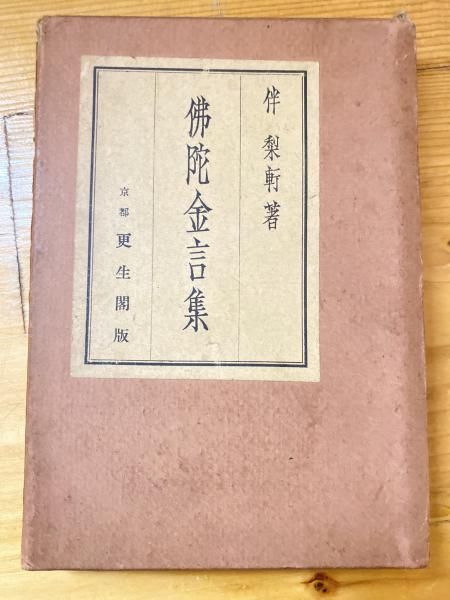 伴 梨軒 著
佛陀金言集
京都 更生閣版